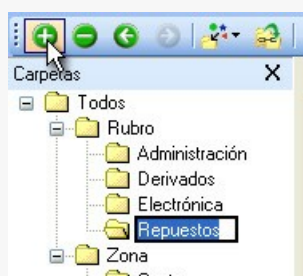 Carpetas
Todos
Rubro
Administración
Derivados
Electrónica
Repuestos
Zona